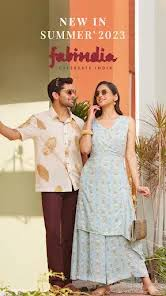 NEW IN
SUMMER' 2023
fabindia
CELEBRATE INDIA